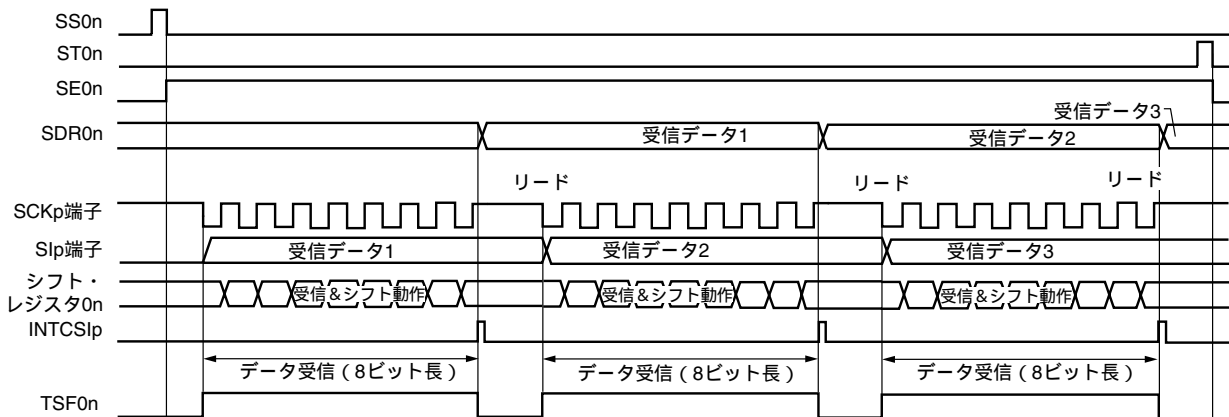 SS0n
ST0n
SE0n
SDR0n
受信データ1
受信データ2
受信データ3
リード
リード
リード
SCKp端子
SIp端子
受信データ1
受信データ2
受信データ3
シフト・
レジスタ0n
受信&シフト動作
受信&シフト動作
受信&シフト動作
INTCSIp
データ受信(8ビット長)
データ受信(8ビット長)
データ受信(8ビット長)
TSF0n